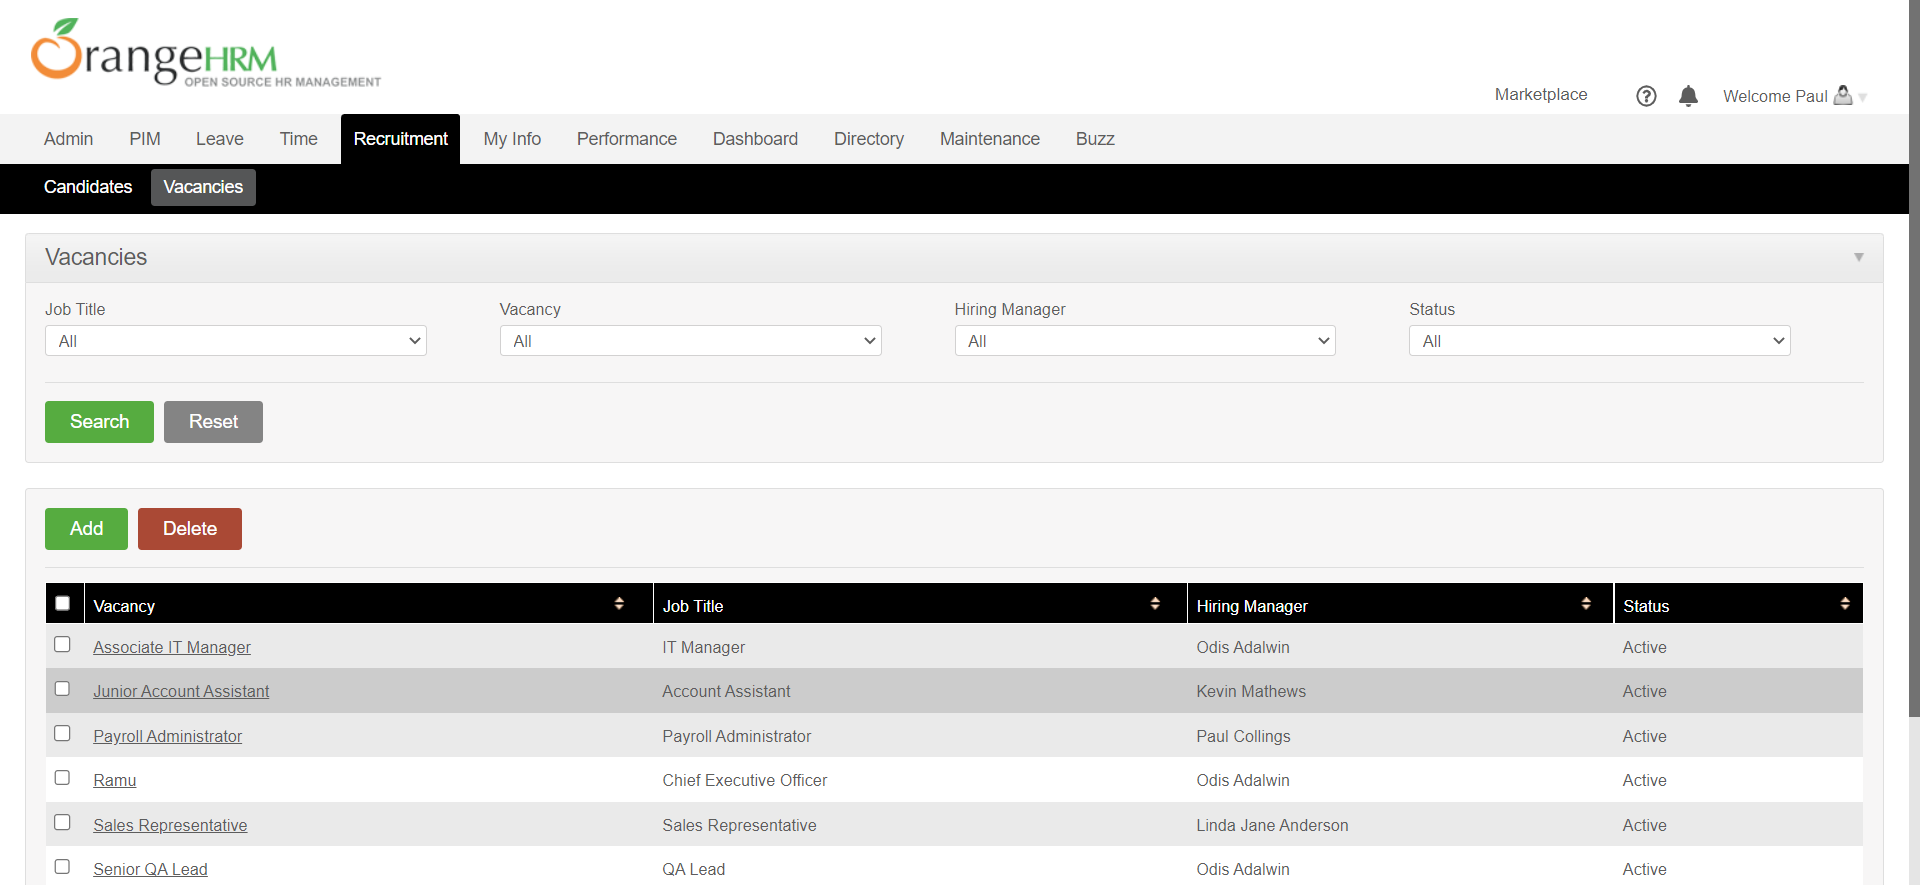 OrangeHRM
OPEN SOURCE HR MANAGEMENT
Marketplace
Welcome Paul
Admin PIM Leave Time Recruitment My Info Performance Dashboard Directory Maintenance Buzz
Candidates Vacancies
Vacancies
Job Title Vacancy Hiring Manager Status
All All All All
Search Reset
Add Delete
Vacancy Job Title Hiring Manager Status
Associate IT Manager IT Manager Odis Adalwin Active
Junior Account Assistant Account Assistant Kevin Mathews Active
Payroll Administrator Payroll Administrator Paul Collings Active
Ramu Chief Executive Officer Odis Adalwin Active
Sales Representative Sales Representative Linda Jane Anderson Active
Senior QA Lead QA Lead Odis Adalwin Active